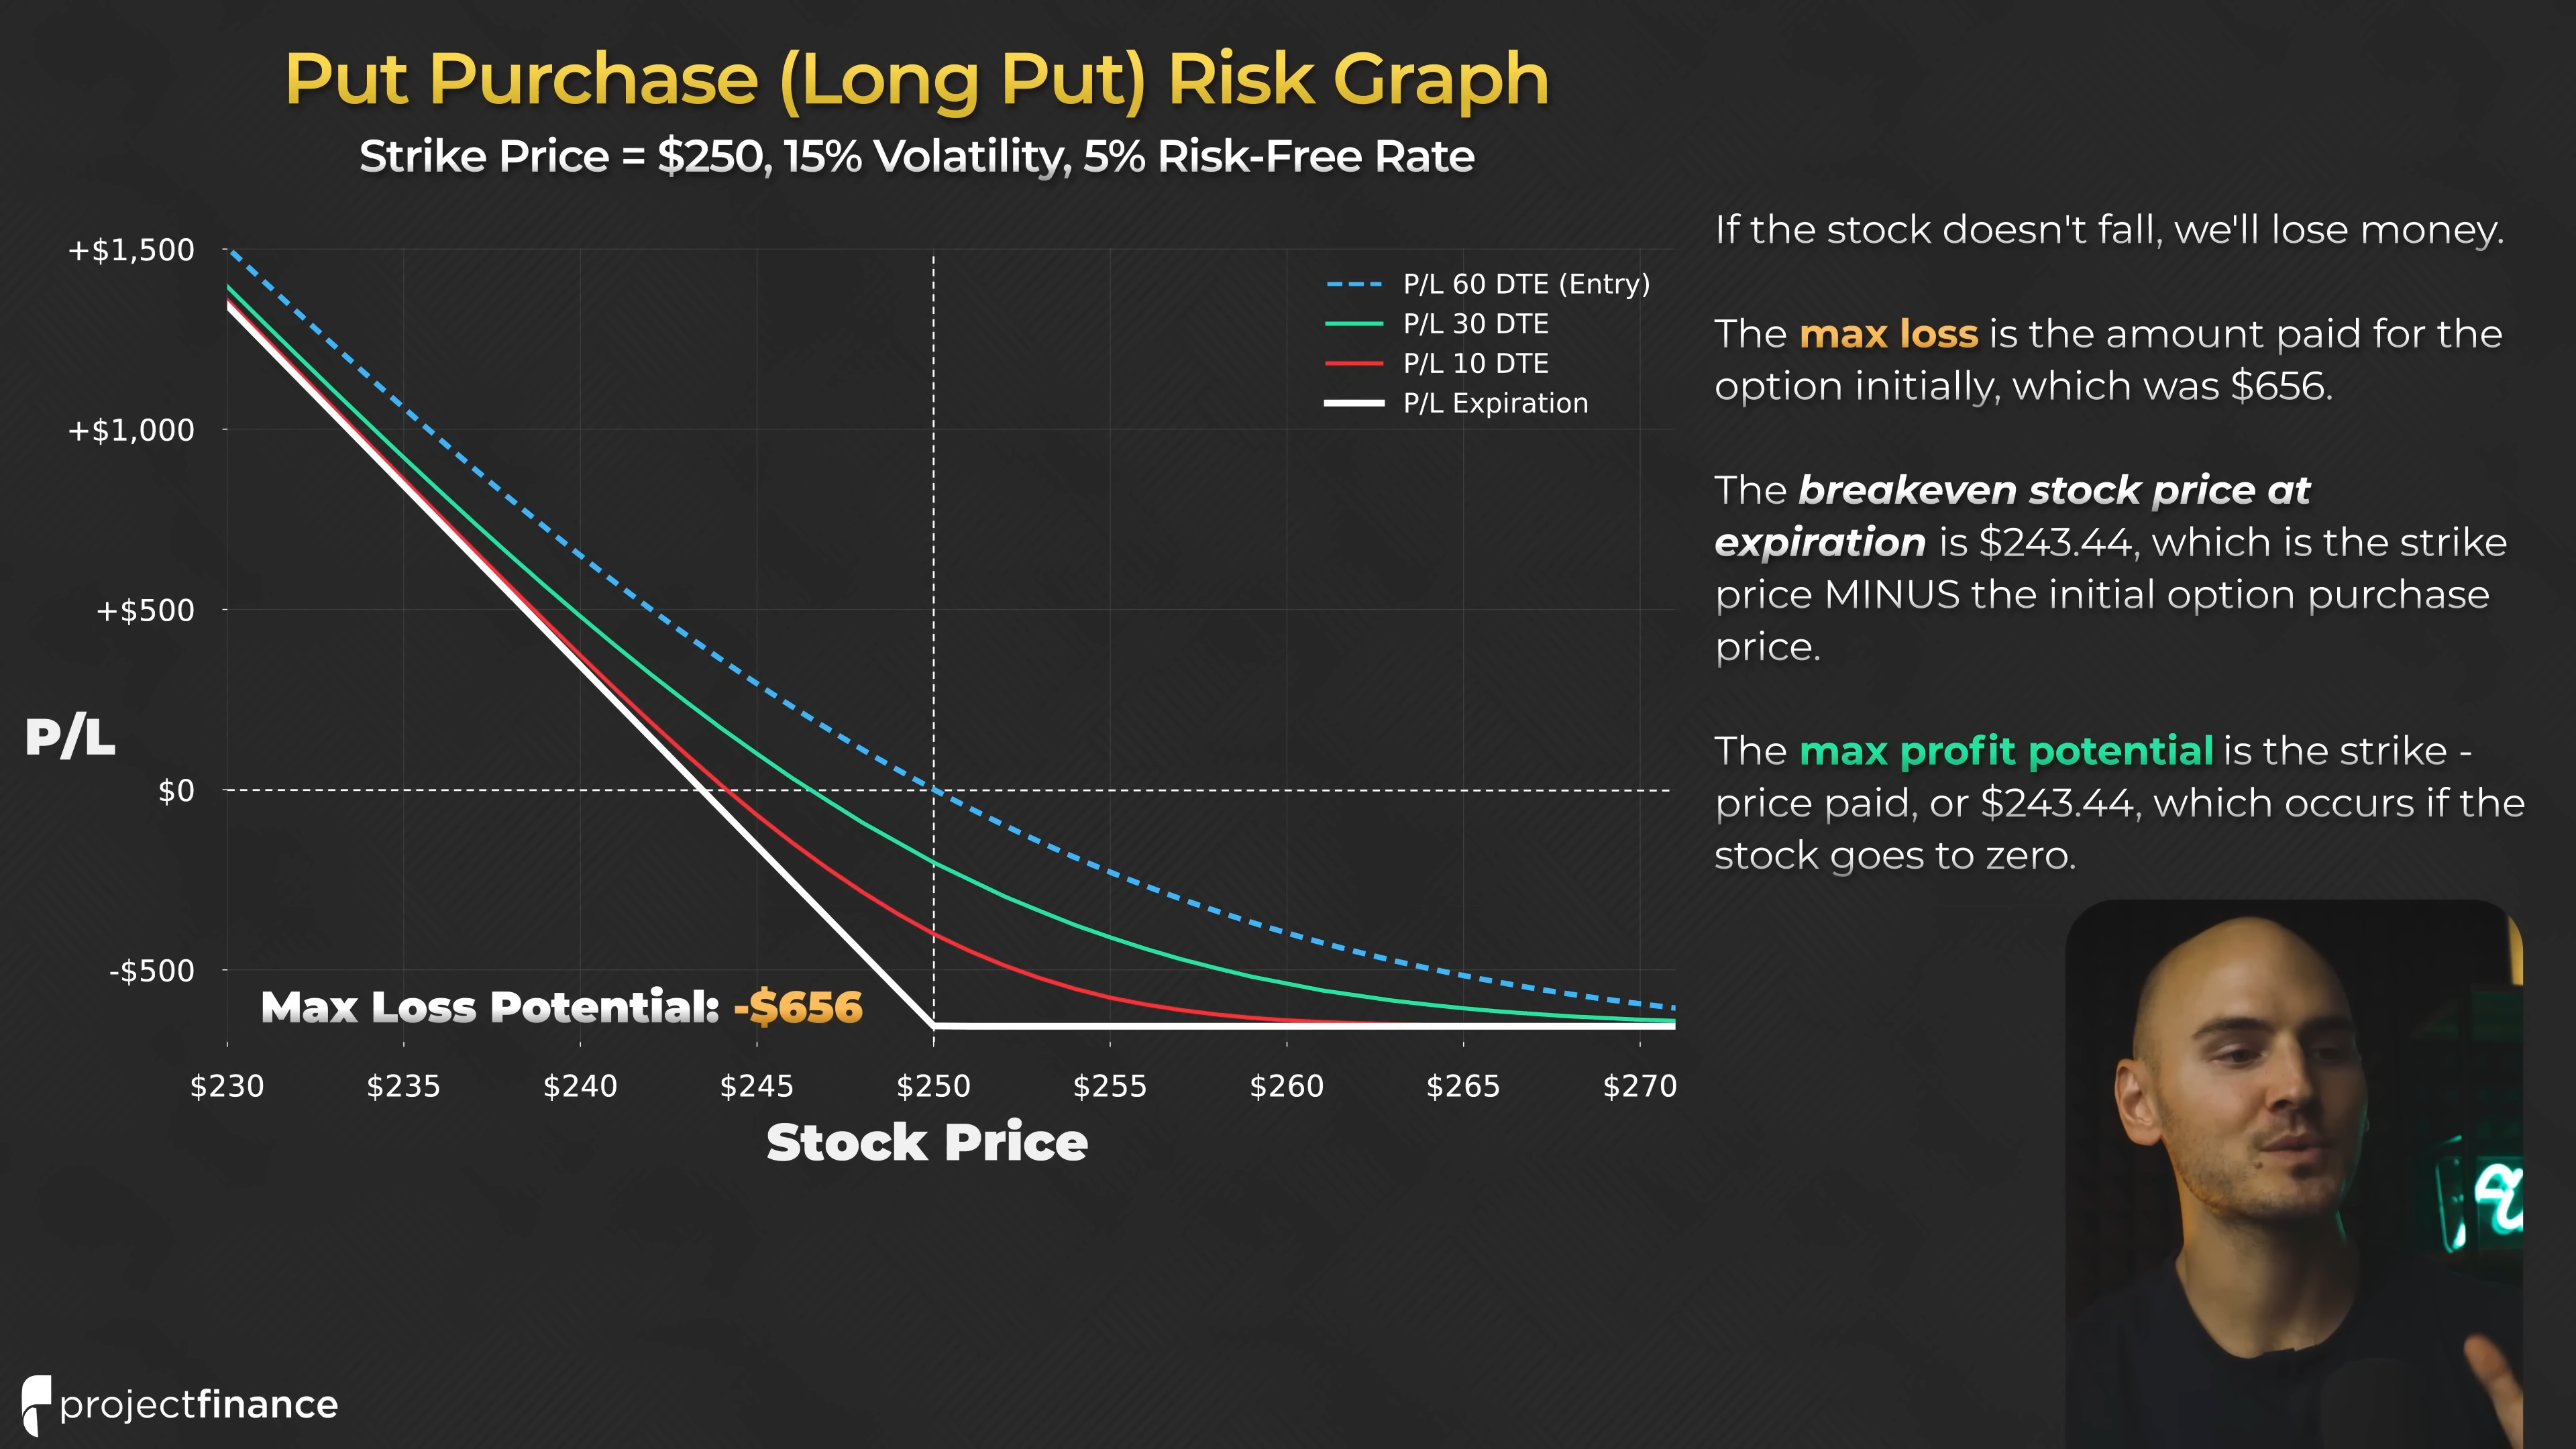 Put Purchase (Long Put) Risk Graph
Strike Price = $250, 15% Volatility, 5% Risk-Free Rate
+$1,500
+$1,000
+$500
$0
-$500
P/L
P/L 60 DTE (Entry)
P/L 30 DTE
P/L 10 DTE
P/L Expiration
Max Loss Potential: -$656
$230
$235
$240
$245
$250
$255
$260
$265
$270
Stock Price
If the stock doesn't fall, we'll lose money.
The max loss is the amount paid for the
option initially, which was $656.
The breakeven stock price at
expiration is $243.44, which is the strike
price MINUS the initial option purchase
price.
The max profit potential is the strike -
price paid, or $243.44, which occurs if the
stock goes to zero.
projectfinance